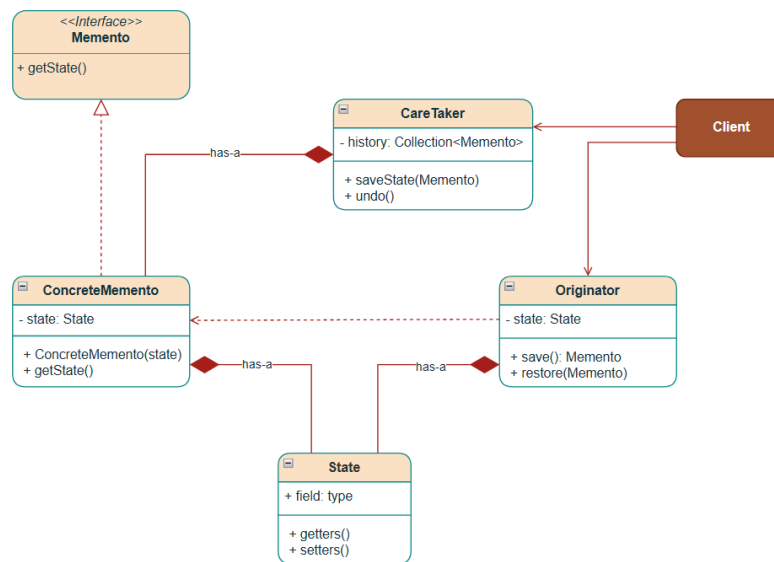 <<Interface>>
Memento
+ getState()
CareTaker
- history: Collection<Memento>
+ saveState(Memento)
+ undo()
Client
has-a
ConcreteMemento
- state: State
+ ConcreteMemento(state)
+ getState()
Originator
- state: State
+ save(): Memento
+ restore(Memento)
has-a
has-a
State
+ field: type
+ getters()
+ setters()